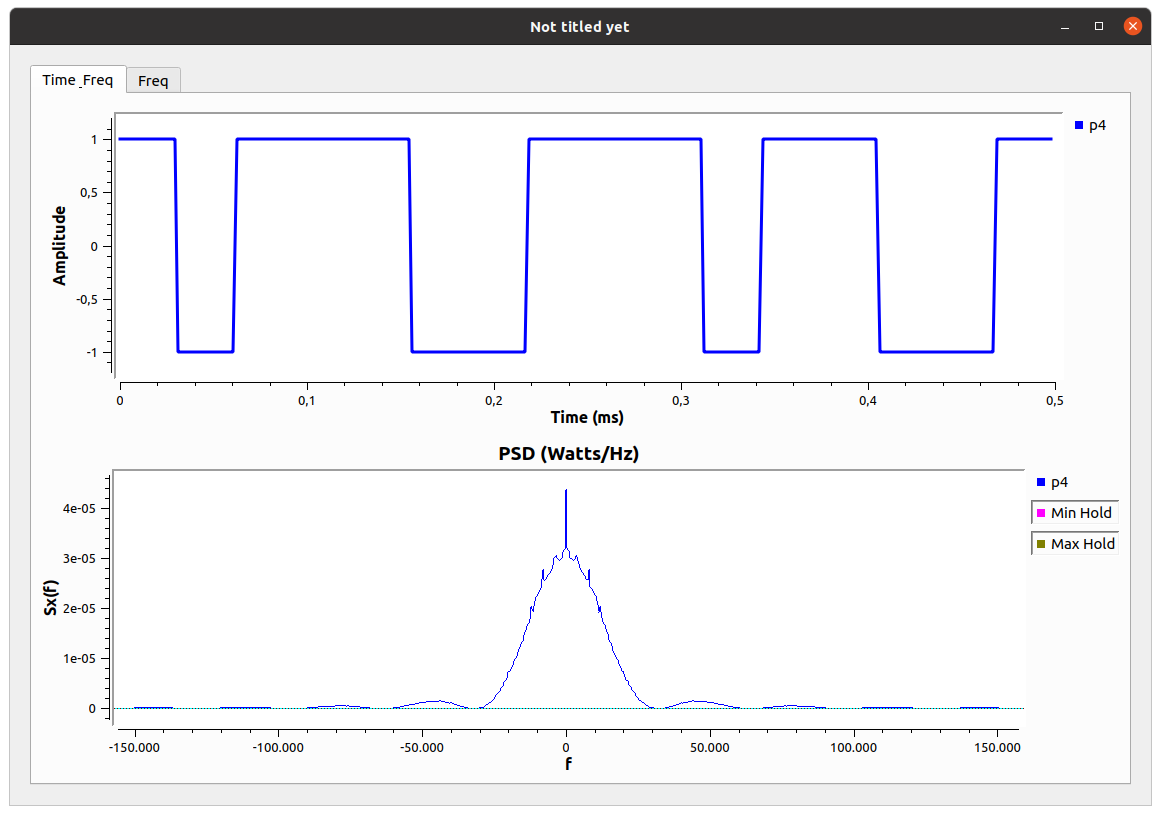 Not titled yet
Time_Freq
Freq
1
0,5
0
-0,5
-1
Amplitude
p4
0
0,1
0,2
0,3
0,4
0,5
Time (ms)
PSD (Watts/Hz)
4e-05
3e-05
2e-05
1e-05
0
Sx(f)
p4
Min Hold
Max Hold
-150.000
-100.000
-50.000
0
50.000
100.000
150.000
f